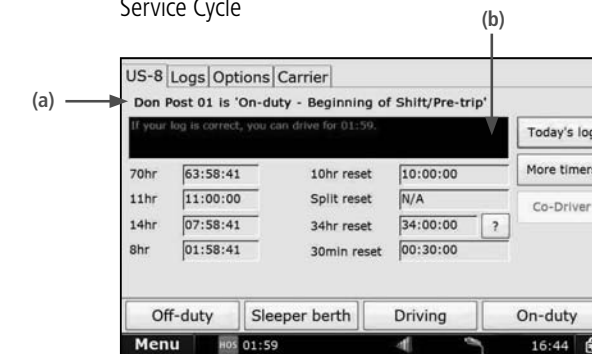 Service Cycle
(b)
US-8 Logs Options Carrier
(a) Don Post 01 is 'On-duty - Beginning of Shift/Pre-trip'
If your log is correct, you can drive for 01:59.
Today's log
70hr 63:58:41 10hr reset 10:00:00 More timers
11hr 11:00:00 Split reset N/A Co-Driver
14hr 07:58:41 34hr reset 34:00:00 ?
8hr 01:58:41 30min reset 00:30:00
Off-duty Sleeper berth Driving On-duty
Menu HOS 01:59 16:44